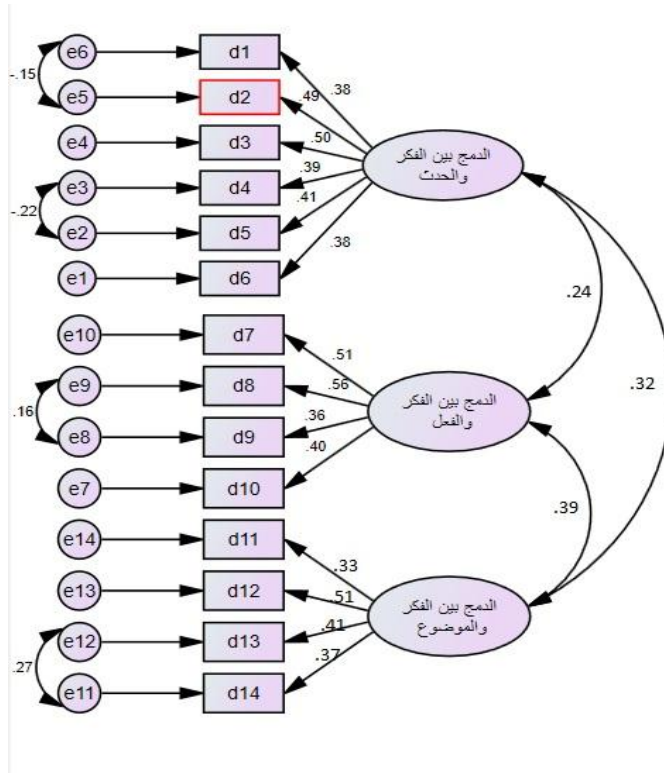 e6
d1
-.15
.38
e5
d2
.49
e4
d3
.50
الدمج بين الفكر
والحدث
e3
d4
.39
-.22
.41
e2
d5
e1
d6
.38
.24
e10
d7
.51
.32
e9
d8
.56
الدمج بين الفكر
والفعل
.16
.36
e8
d9
.40
e7
d10
.39
e14
d11
.33
e13
d12
.51
الدمج بين الفكر
والموضوع
e12
d13
.41
.27
.37
e11
d14